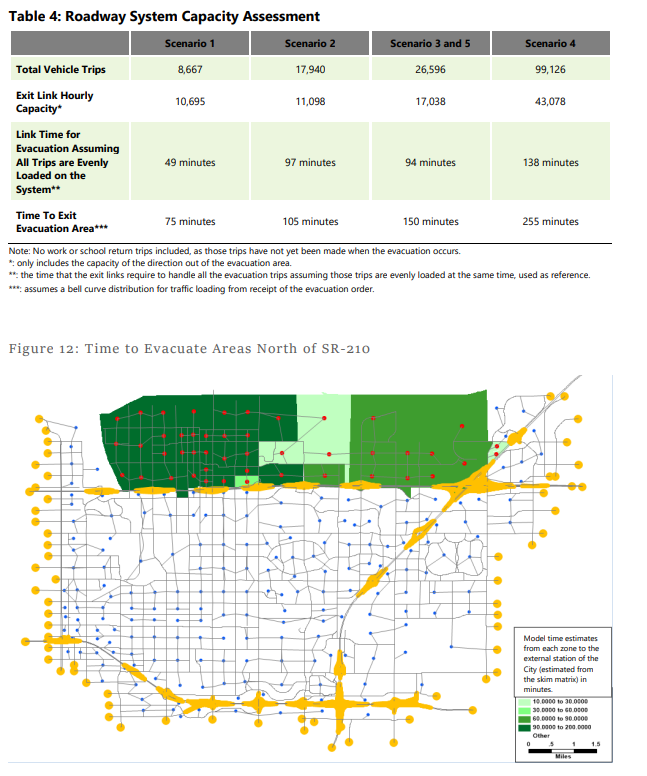 Table 4: Roadway System Capacity Assessment
Scenario 1 Scenario 2 Scenario 3 and 5 Scenario 4
Total Vehicle Trips 8,667 17,940 26,596 99,126
Exit Link Hourly
Capacity* 10,695 11,098 17,038 43,078
Link Time for
Evacuation Assuming
All Trips are Evenly 49 minutes 97 minutes 94 minutes 138 minutes
Loaded on the
System**
Time To Exit
Evacuation Area*** 75 minutes 105 minutes 150 minutes 255 minutes
Note: No work or school return trips included, as those trips have not yet been made when the evacuation occurs.
*: only includes the capacity of the direction out of the evacuation area.
**: the time that the exit links require to handle all the evacuation trips assuming those trips are evenly loaded at the same time, used as reference.
***: assumes a bell curve distribution for traffic loading from receipt of the evacuation order.
Figure 12: Time to Evacuate Areas North of SR-210
Model time estimates
from each zone to the
external station of the
City (estimated from
the skim matrix) in
minutes.
10.0000 to 30.0000
30.0000 to 60.0000
60.0000 to 90.0000
90.0000 to 200.0000
Other
0 .5 1 1.5
Miles